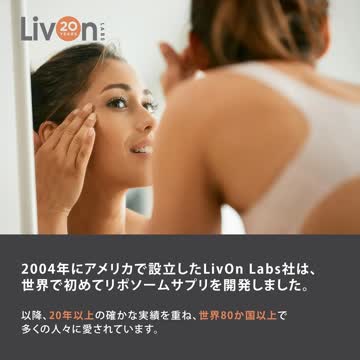 LivOn LABS
20 YEARS
2004年にアメリカで設立したLivOn Labs社は、
世界で初めてリポソームサプリを開発しました。
以降、20年以上の確かな実績を重ね、世界80か国以上で
多くの人々に愛されています。